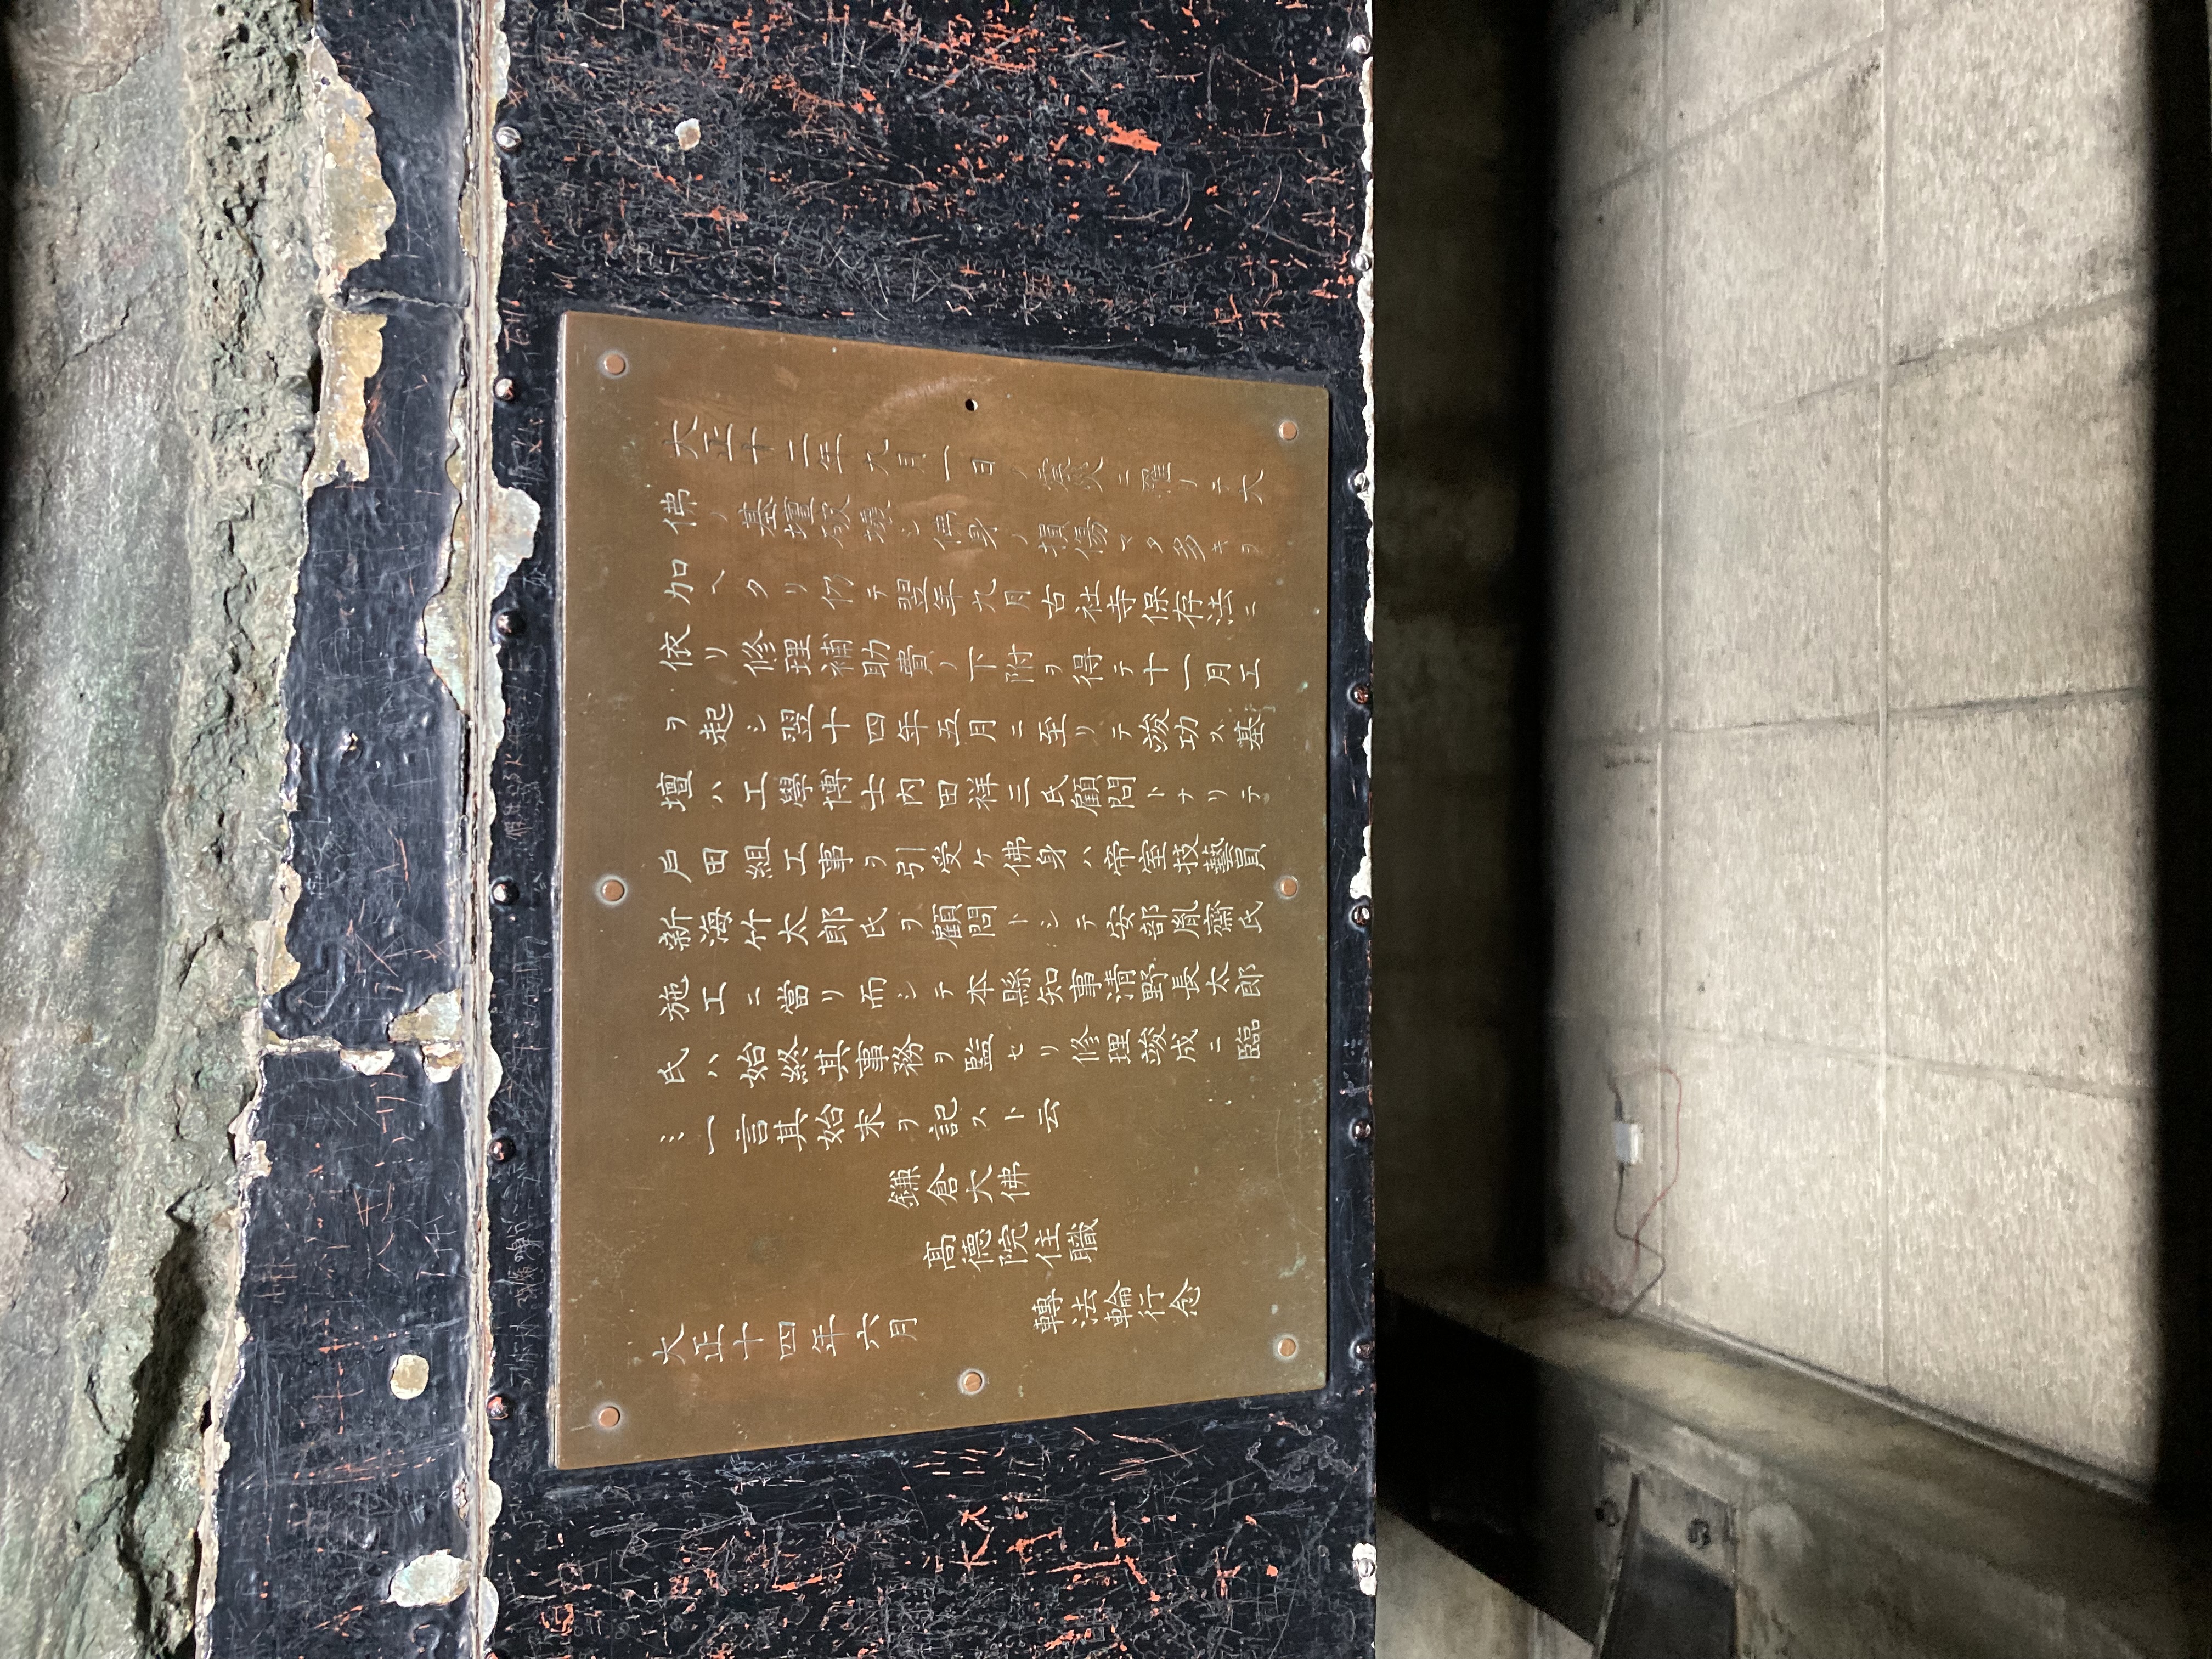 大正十二年九月一日ノ震災ニ罹リテ大
佛ノ基壇破壊シ佛身ノ損傷マタ多キヲ
加ヘタリ仍テ翌年九月古社寺保存法ニ
依リ修理補助費ノ下附ヲ得テ十一月工
ヲ起シ翌十四年五月ニ至リテ竣功ス基
壇ハ工學博士内田祥三氏顧問トナリテ
戸田組工事ヲ引受ケ佛身ハ帝室技藝員
新海竹太郎氏ヲ顧問トシテ安部胤齋氏
施工ニ當リ而シテ本縣知事清野長太郎
氏ハ始終其事務ヲ監セリ修理竣成ニ臨
ミ一言其始末ヲ記スト云
鎌倉大佛
髙德院住職
轉法輪行念
大正十四年六月